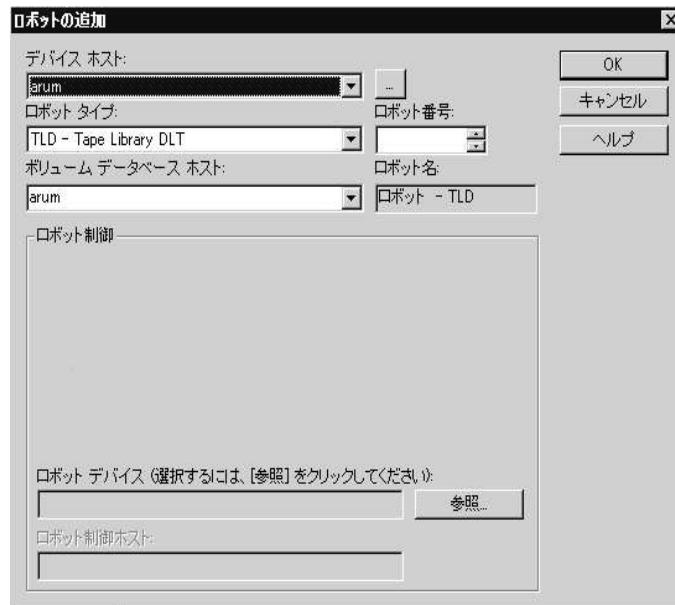 ロボットの追加
デバイス ホスト:
arum
...
OK
キャンセル
ヘルプ
ロボット タイプ:
ロボット番号:
TLD - Tape Library DLT
ボリューム データベース ホスト:
ロボット名:
arum
ロボット - TLD
ロボット制御
ロボット デバイス (選択するには、[参照] をクリックしてください):
参照...
ロボット制御ホスト: